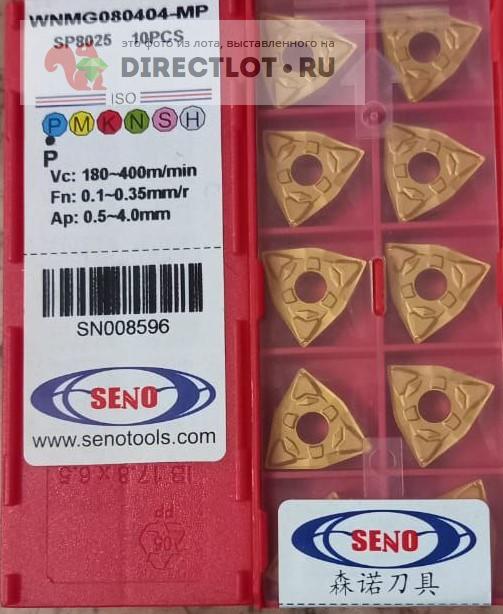 WNMG080404-MP
SP8025 10PCS
это фото из лота, выставленного на
DIRECTLOT.RU
ISO
P M K N S H
P
Vc: 180~400m/min
Fn: 0.1~0.35mm/r
Ap: 0.5~4.0mm
SN008596
SENO
www.senotools.com
PP
SENO
森诺刀具